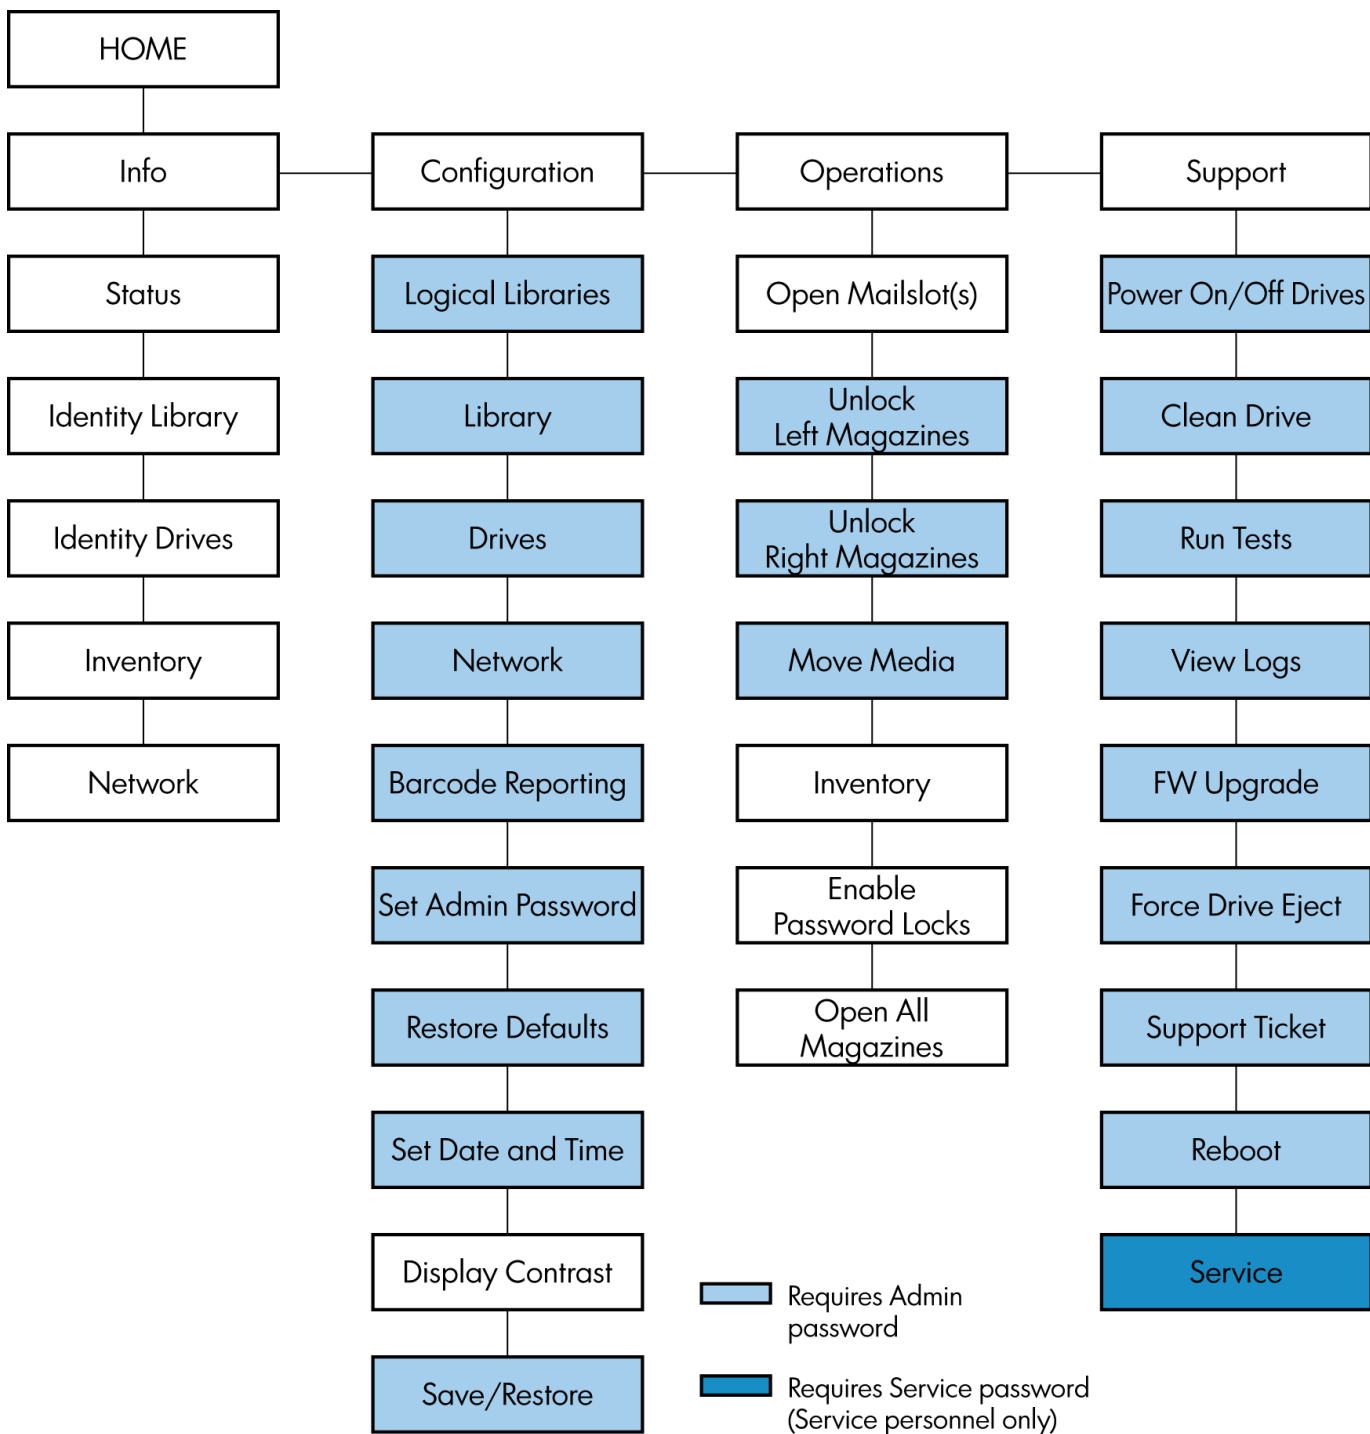 HOME
Info
Configuration
Operations
Support
Status
Logical Libraries
Open Mailslot(s)
Power On/Off Drives
Identity Library
Library
Unlock
Left Magazines
Clean Drive
Identity Drives
Drives
Unlock
Right Magazines
Run Tests
Inventory
Network
Move Media
View Logs
Network
Barcode Reporting
Inventory
FW Upgrade
Set Admin Password
Enable
Password Locks
Force Drive Eject
Restore Defaults
Open All
Magazines
Support Ticket
Set Date and Time
Reboot
Display Contrast
Service
Save/Restore
Requires Admin
password
Requires Service password
(Service personnel only)